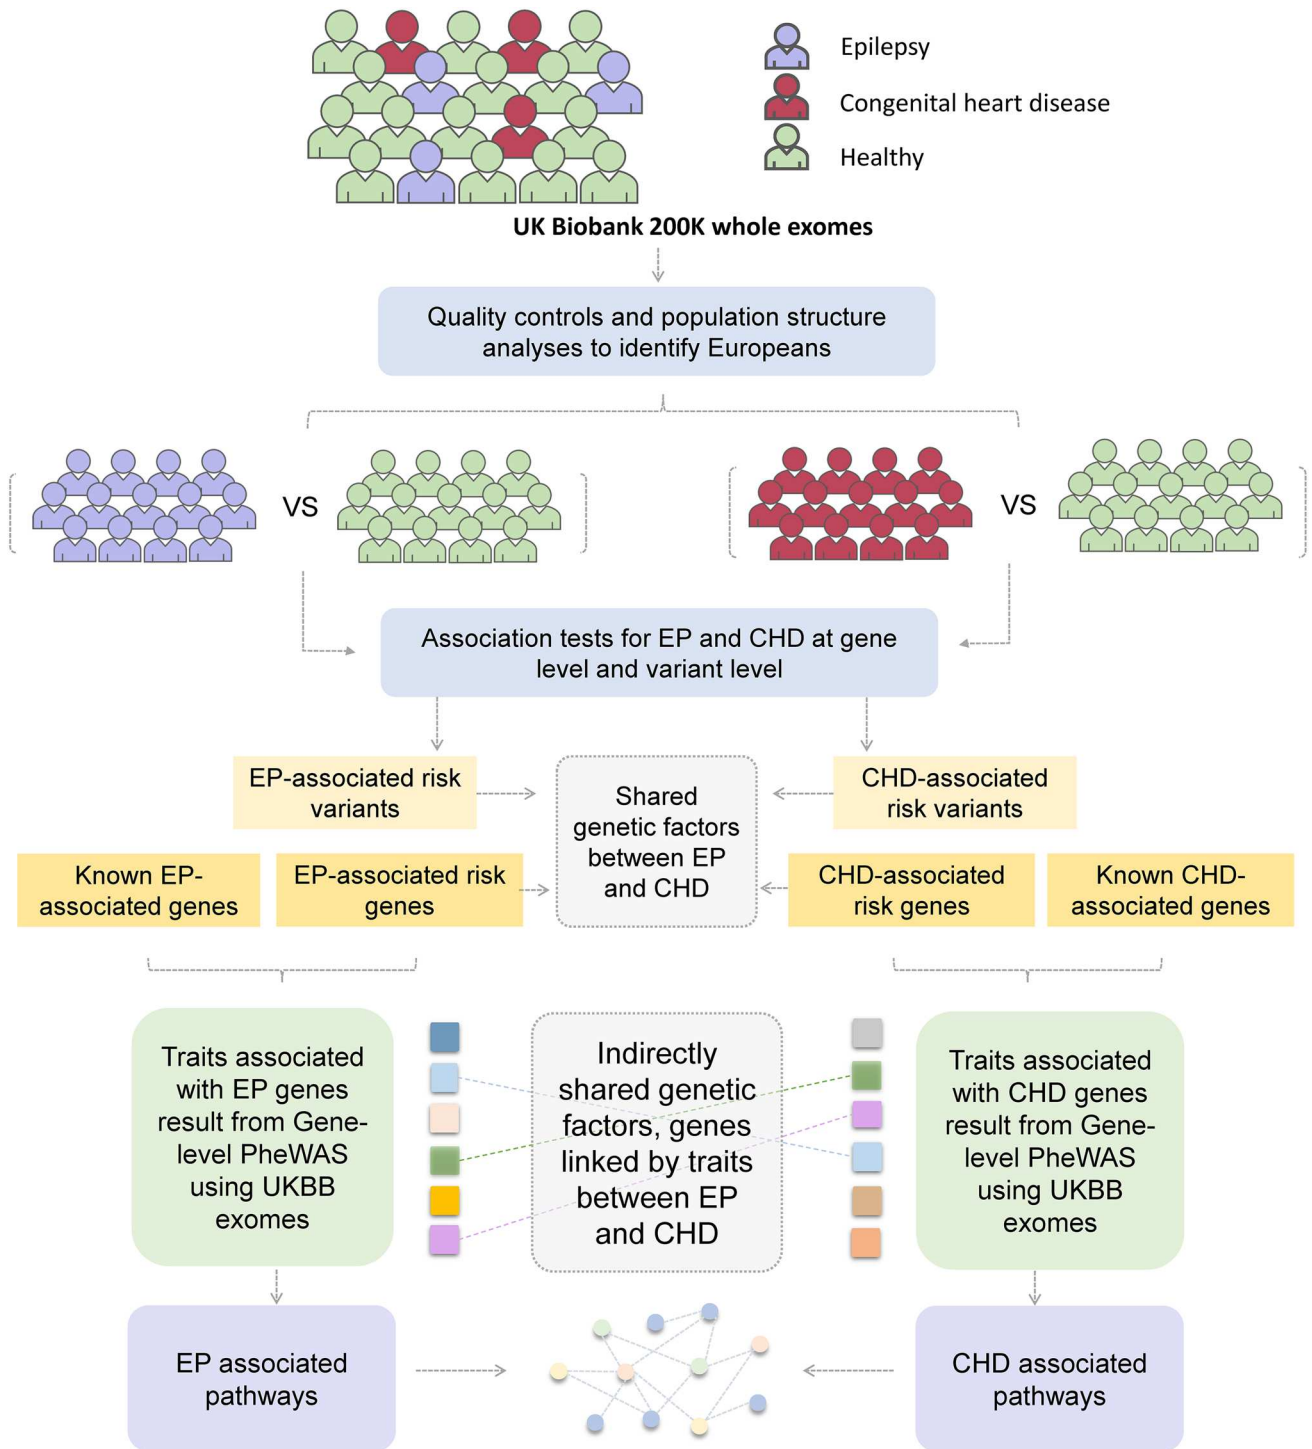 Epilepsy
Congenital heart disease
Healthy
UK Biobank 200K whole exomes
Quality controls and population structure
analyses to identify Europeans
VS
VS
Association tests for EP and CHD at gene
level and variant level
EP-associated risk
variants
Shared
genetic factors
between EP
and CHD
CHD-associated
risk variants
Known EP-
associated genes
EP-associated risk
genes
CHD-associated
risk genes
Known CHD-
associated genes
Traits associated
with EP genes
result from Gene-
level PheWAS
using UKBB
exomes
Indirectly
shared genetic
factors, genes
linked by traits
between EP
and CHD
Traits associated
with CHD genes
result from Gene-
level PheWAS
using UKBB
exomes
EP associated
pathways
CHD associated
pathways